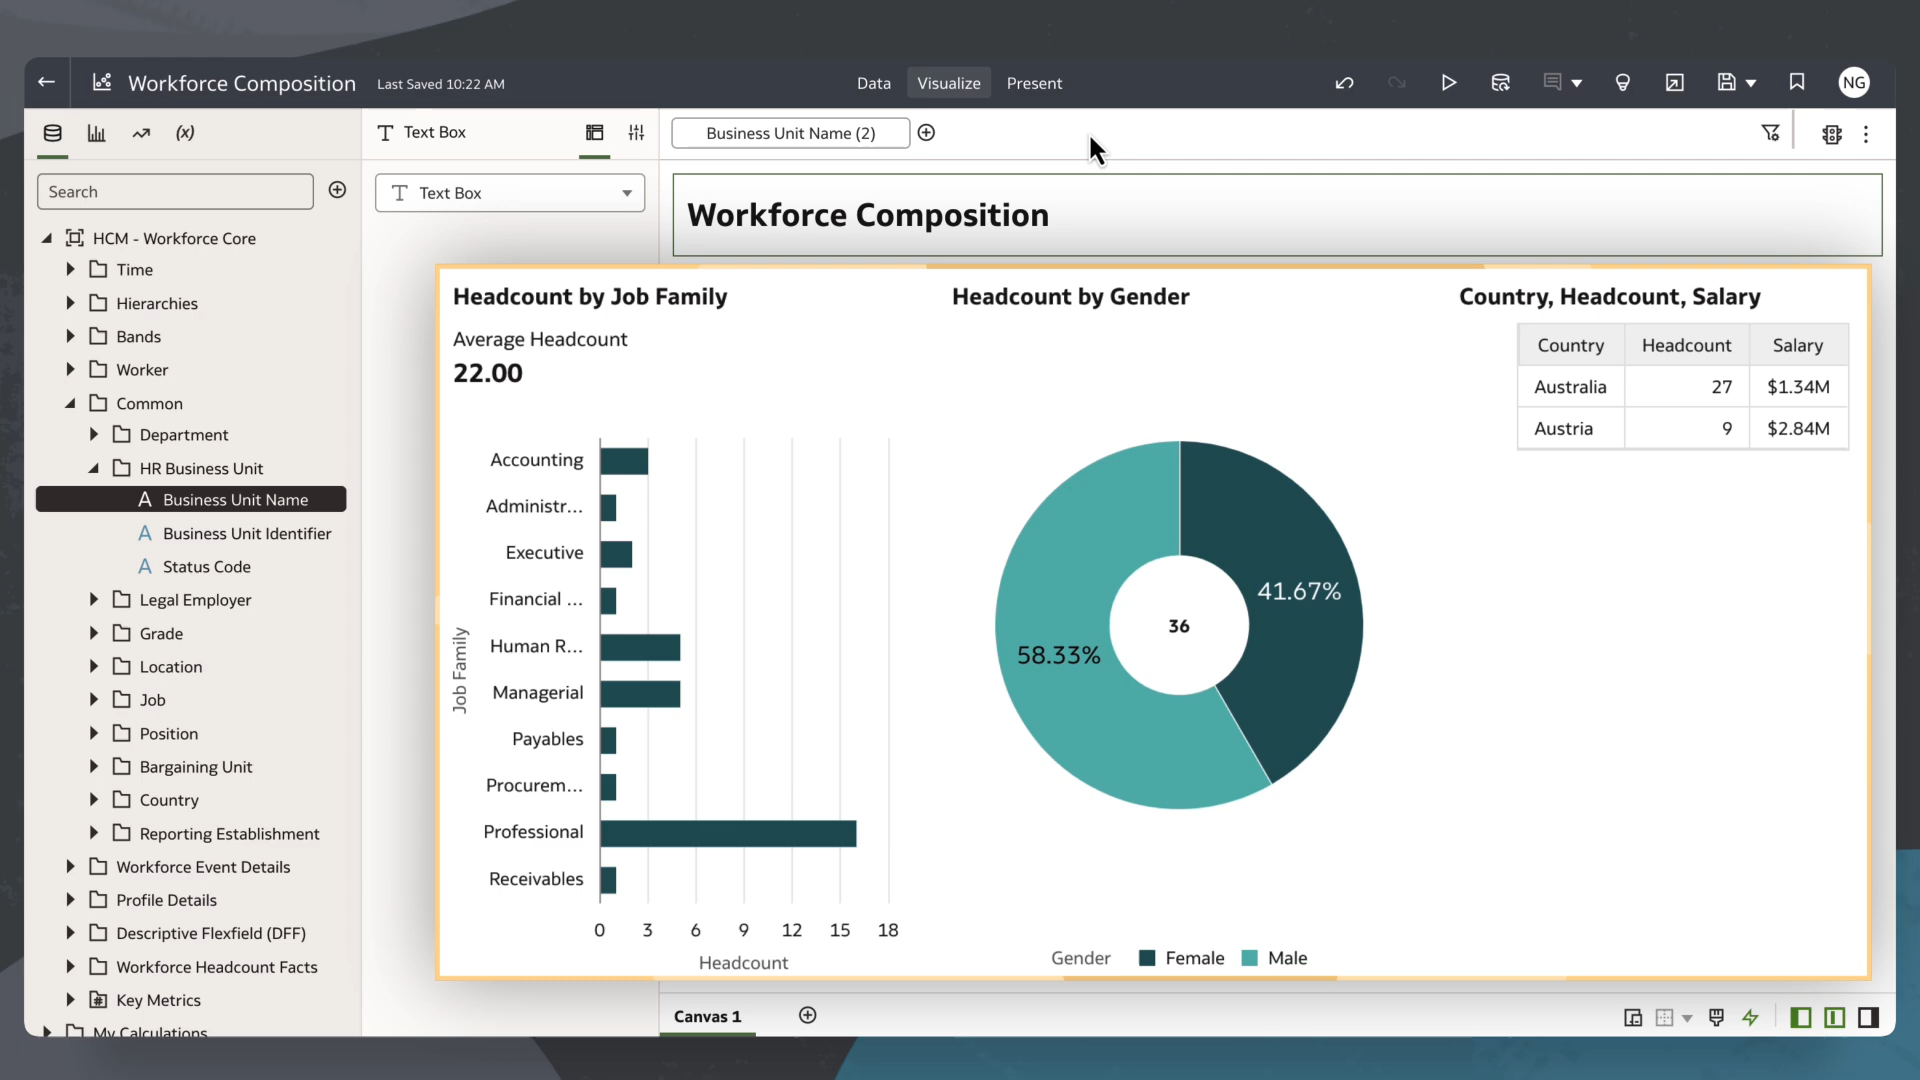 Workforce Composition
Last Saved 10:22 AM
Data
Visualize
Present
NG
(x)
Text Box
Business Unit Name (2)
Search
Text Box
Workforce Composition
HCM - Workforce Core
Time
Hierarchies
Bands
Worker
Common
Department
HR Business Unit
A Business Unit Name
A Business Unit Identifier
A Status Code
Legal Employer
Grade
Location
Job
Position
Bargaining Unit
Country
Reporting Establishment
Workforce Event Details
Profile Details
Descriptive Flexfield (DFF)
Workforce Headcount Facts
Key Metrics
My Calculations
Headcount by Job Family
Average Headcount
22.00
Job Family
Accounting
Administr...
Executive
Financial ...
Human R...
Managerial
Payables
Procurem...
Professional
Receivables
0 3 6 9 12 15 18
Headcount
Headcount by Gender
41.67%
36
58.33%
Gender Female Male
Country, Headcount, Salary
Country Headcount Salary
Australia 27 $1.34M
Austria 9 $2.84M
Canvas 1